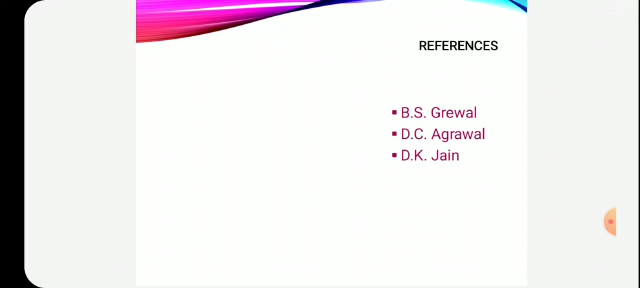 REFERENCES
▪ B.S. Grewal
▪ D.C. Agrawal
▪ D.K. Jain